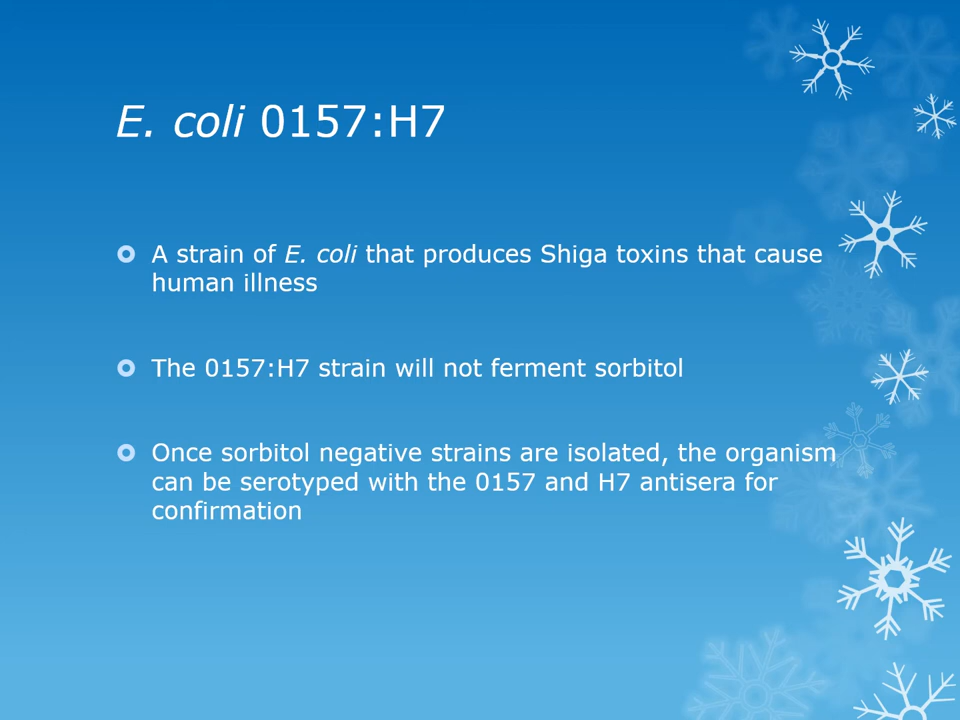 E. coli 0157:H7
A strain of E. coli that produces Shiga toxins that cause
human illness
The 0157:H7 strain will not ferment sorbitol
Once sorbitol negative strains are isolated, the organism
can be serotyped with the 0157 and H7 antisera for
confirmation